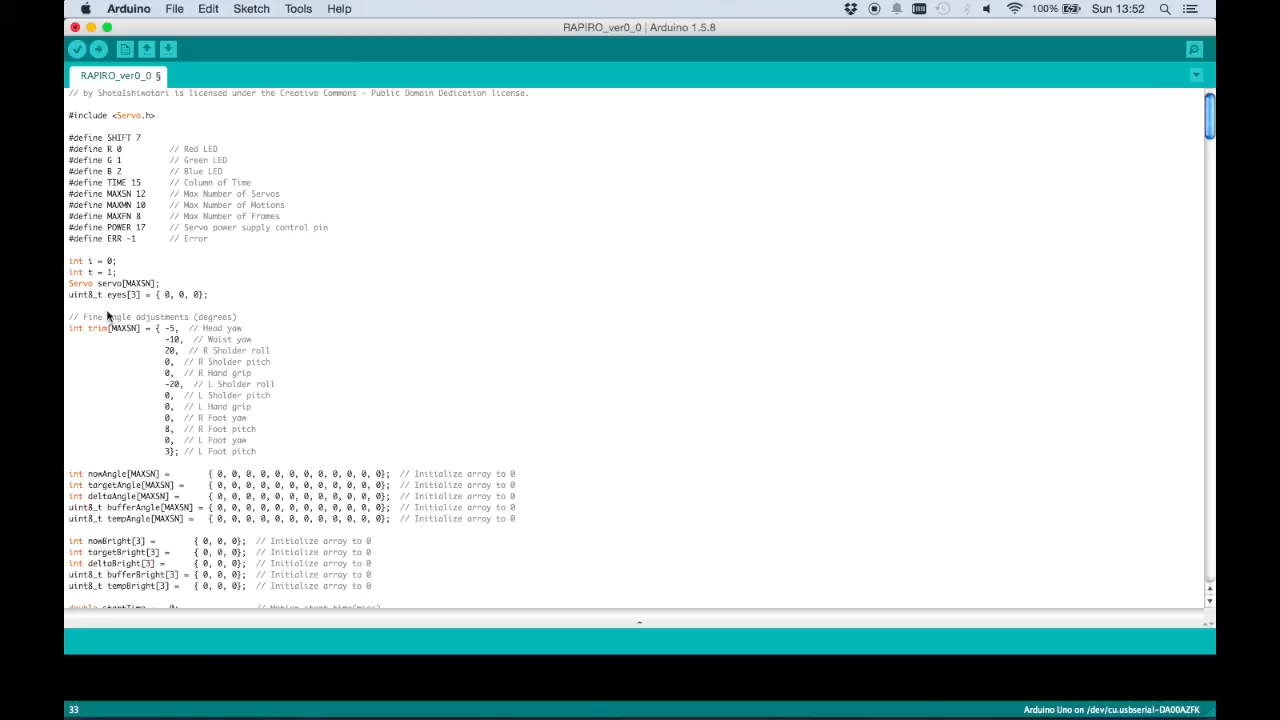 Arduino File Edit Sketch Tools Help 100% Sun 13:52
RAPIRO_ver0_0 | Arduino 1.5.8
RAPIRO_ver0_0 §
// by ShotaIshiwatari is licensed under the Creative Commons - Public Domain Dedication license.
#include <Servo.h>
#define SHIFT 7
#define R 0 // Red LED
#define G 1 // Green LED
#define B 2 // Blue LED
#define TIME 15 // Column of Time
#define MAXSN 12 // Max Number of Servos
#define MAXMN 10 // Max Number of Motions
#define MAXFN 8 // Max Number of Frames
#define POWER 17 // Servo power supply control pin
#define ERR -1 // Error
int i = 0;
int t = 1;
Servo servo[MAXSN];
uint8_t eyes[3] = { 0, 0, 0};
// Fine angle adjustments (degrees)
int trim[MAXSN] = { -5, // Head yaw
-10, // Waist yaw
20, // R Sholder roll
0, // R Sholder pitch
0, // R Hand grip
-20, // L Sholder roll
0, // L Sholder pitch
0, // L Hand grip
0, // R Foot yaw
8, // R Foot pitch
0, // L Foot yaw
3}; // L Foot pitch
int nowAngle[MAXSN] = { 0, 0, 0, 0, 0, 0, 0, 0, 0, 0, 0, 0}; // Initialize array to 0
int targetAngle[MAXSN] = { 0, 0, 0, 0, 0, 0, 0, 0, 0, 0, 0, 0}; // Initialize array to 0
int deltaAngle[MAXSN] = { 0, 0, 0, 0, 0, 0, 0, 0, 0, 0, 0, 0}; // Initialize array to 0
uint8_t bufferAngle[MAXSN] = { 0, 0, 0, 0, 0, 0, 0, 0, 0, 0, 0, 0}; // Initialize array to 0
uint8_t tempAngle[MAXSN] = { 0, 0, 0, 0, 0, 0, 0, 0, 0, 0, 0, 0}; // Initialize array to 0
int nowBright[3] = { 0, 0, 0}; // Initialize array to 0
int targetBright[3] = { 0, 0, 0}; // Initialize array to 0
int deltaBright[3] = { 0, 0, 0}; // Initialize array to 0
uint8_t bufferBright[3] = { 0, 0, 0}; // Initialize array to 0
uint8_t tempBright[3] = { 0, 0, 0}; // Initialize array to 0
double startTime = 0; // Motion start time(msec)
33 Arduino Uno on /dev/cu.usbserial-DA00AZFK